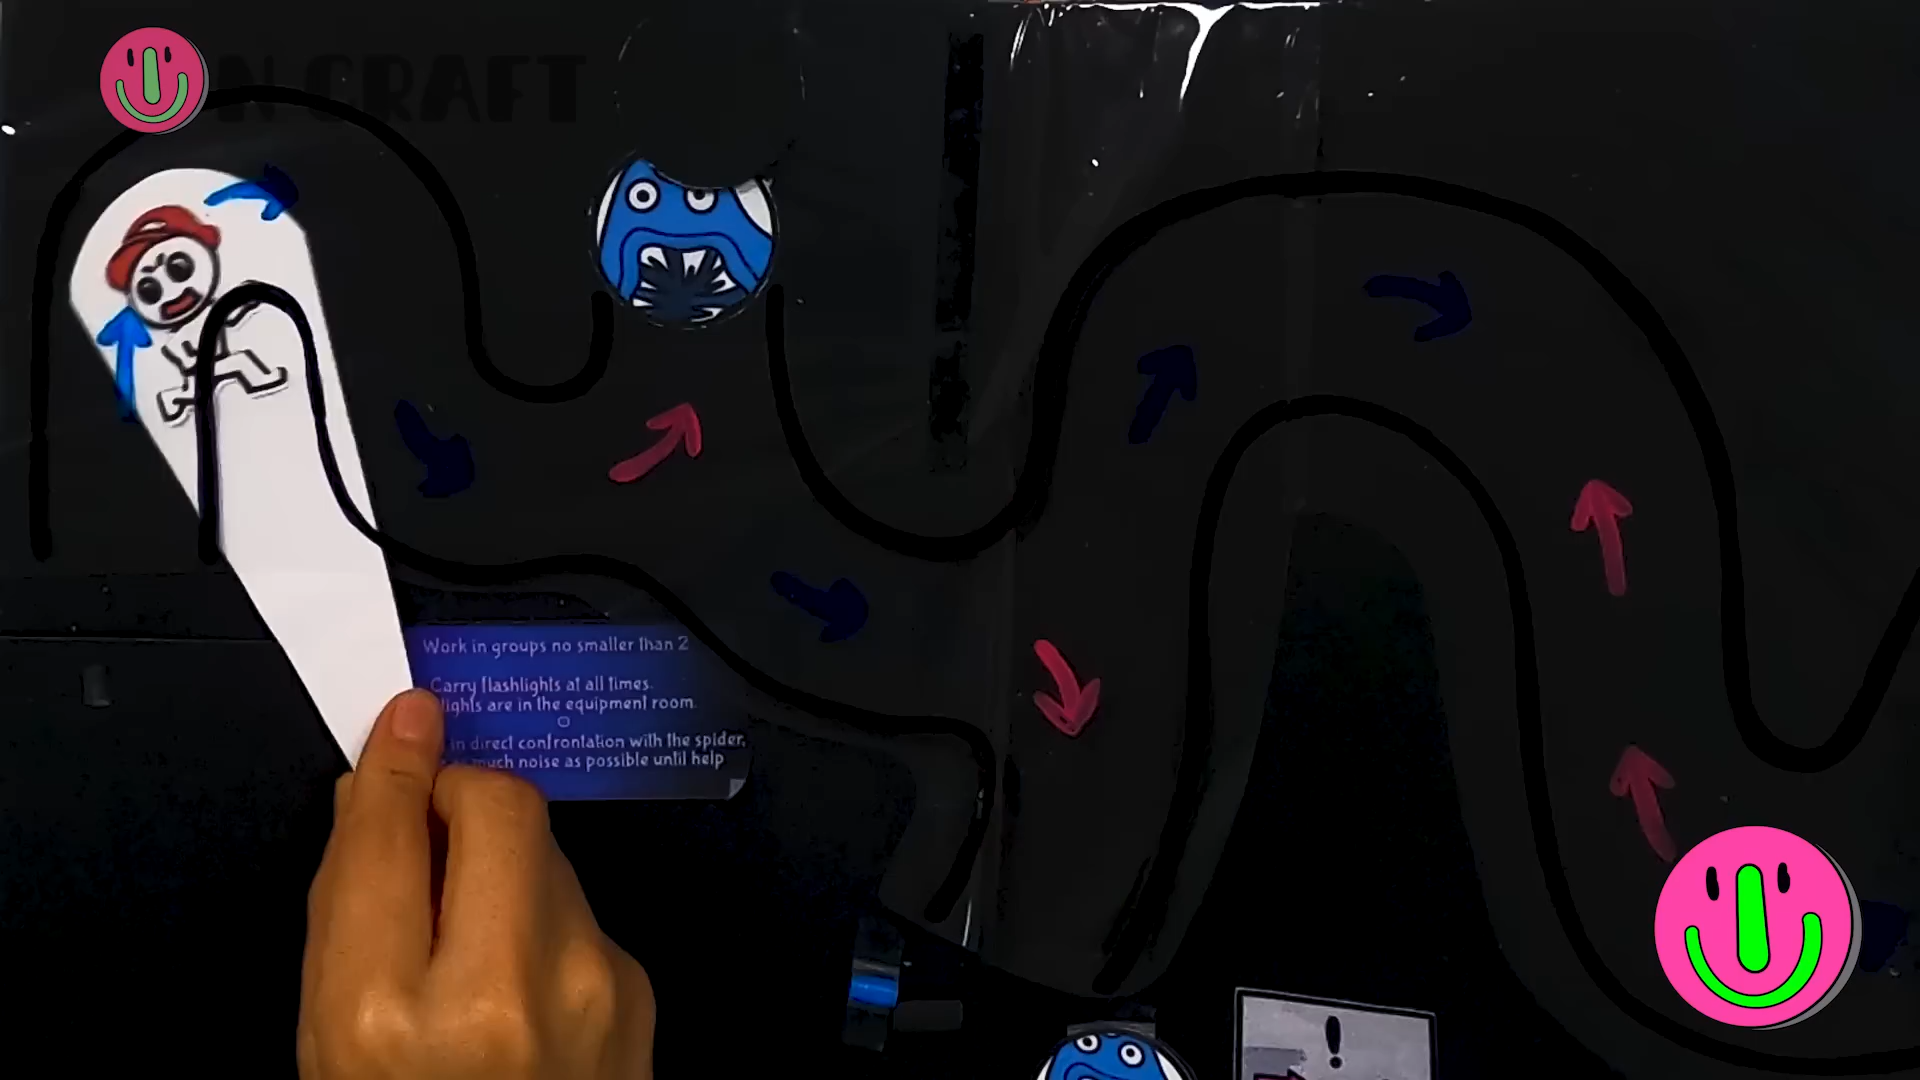 N CRAFT
Work in groups no smaller than 2
Carry flashlights at all times.
lights are in the equipment room.
in direct confrontation with the spider,
much noise as possible until help
!